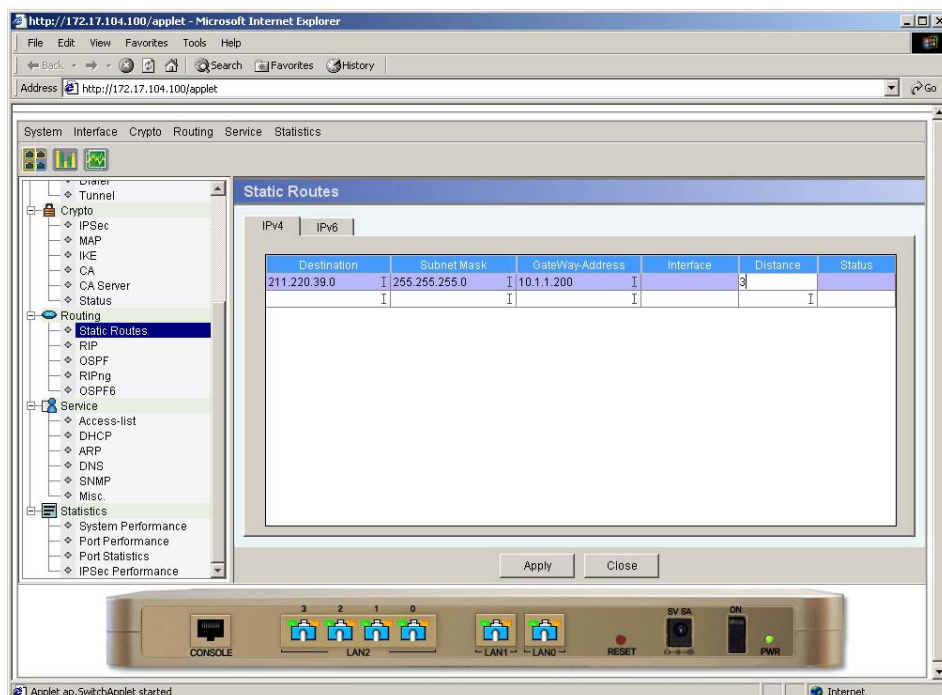 http://172.17.104.100/applet - Microsoft Internet Explorer
File Edit View Favorites Tools Help
Back Search Favorites History
Address http://172.17.104.100/applet Go
System Interface Crypto Routing Service Statistics
Dialer
Tunnel
Crypto
IPSec
MAP
IKE
CA
CA Server
Status
Routing
Static Routes
RIP
OSPF
RIPng
OSPF6
Service
Access-list
DHCP
ARP
DNS
SNMP
Misc.
Statistics
System Performance
Port Performance
Port Statistics
IPSec Performance
Static Routes
IPv4 IPv6
Destination Subnet Mask GateWay-Address Interface Distance Status
211.220.39.0 255.255.255.0 10.1.1.200 3
Apply Close
3 2 1 0 5V 5A ON
CONSOLE LAN2 LAN1 LAN0 RESET PWR
Applet ap.SwitchApplet started Internet